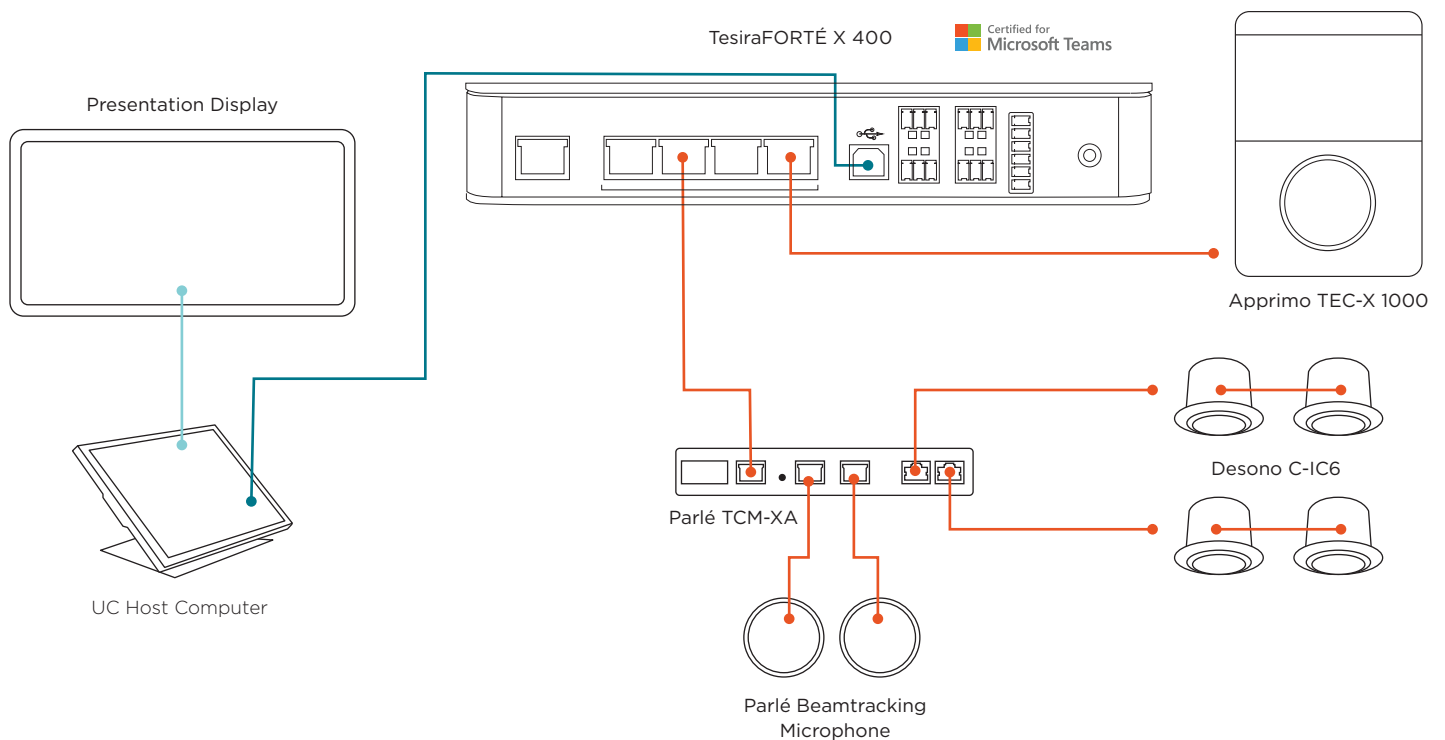 TesiraFORTÉ X 400
Certified for
Microsoft Teams
Presentation Display
Apprimo TEC-X 1000
Desono C-IC6
Parlé TCM-XA
UC Host Computer
Parlé Beamtracking
Microphone